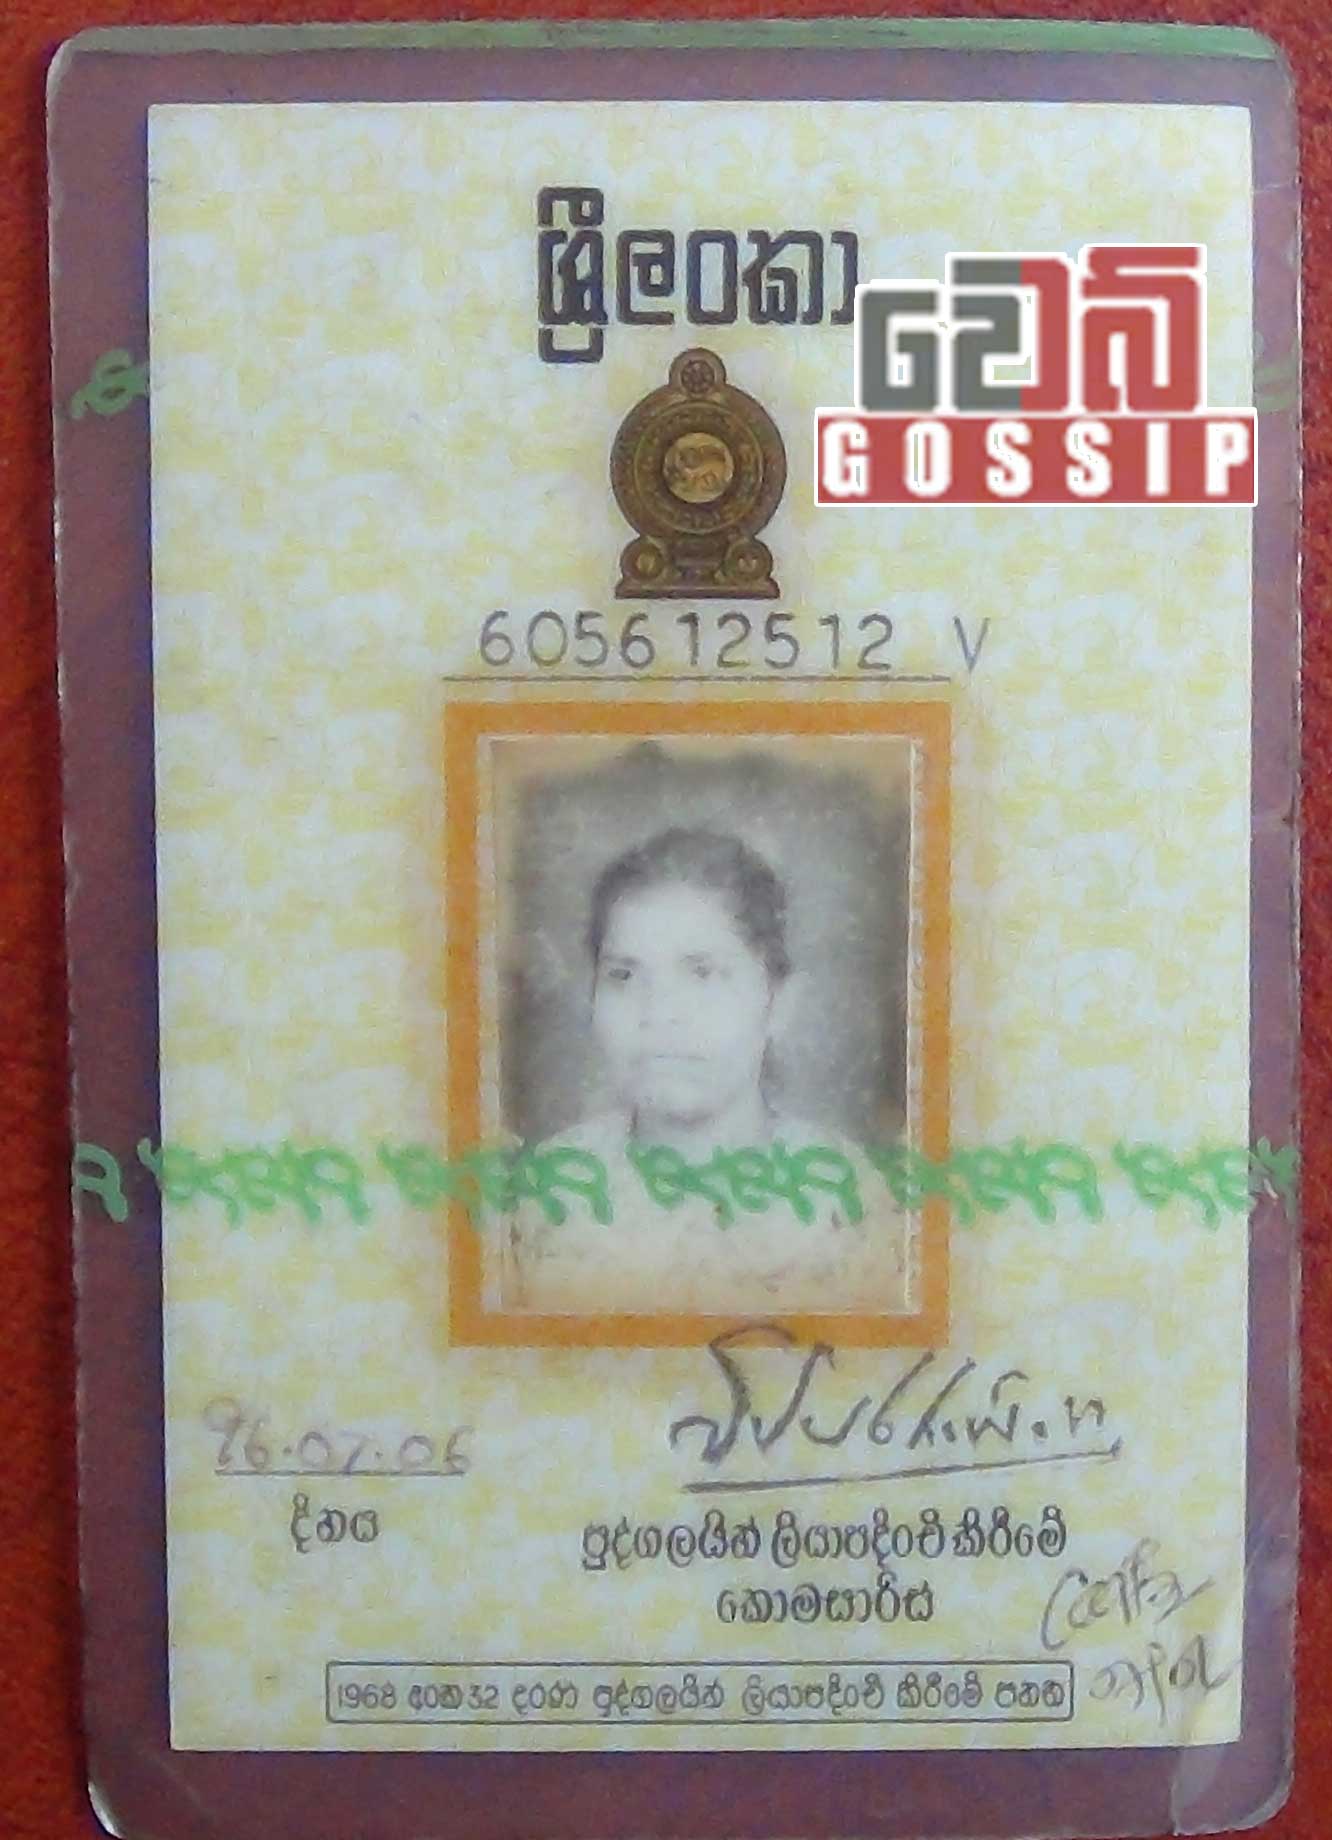 ශ්‍රී ලංකා
වෙබ්
GOSSIP
605612512 V
96.07.06
දිනය
පුද්ගලයින් ලියාපදිංචි කිරීමේ
කොමසාරිස්
1968 අංක 32 දරණ පුද්ගලයින් ලියාපදිංචි කිරීමේ පනත